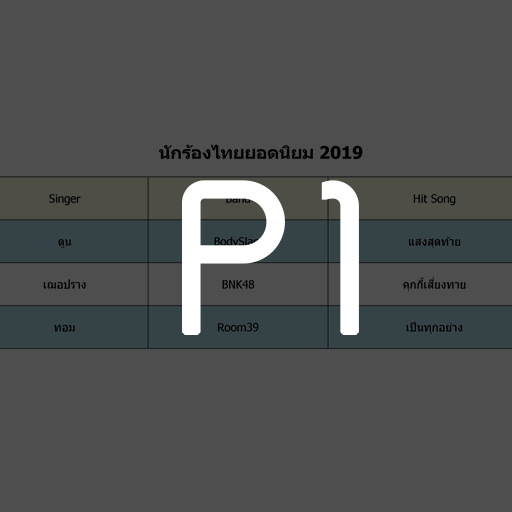 นักร้องไทยยอดนิยม 2019
Singer Band Hit Song
ตูน BodySlam แสงสุดท้าย
เฌอปราง BNK48 คุกกี้เสี่ยงทาย
ทอม Room39 เป็นทุกอย่าง
P1